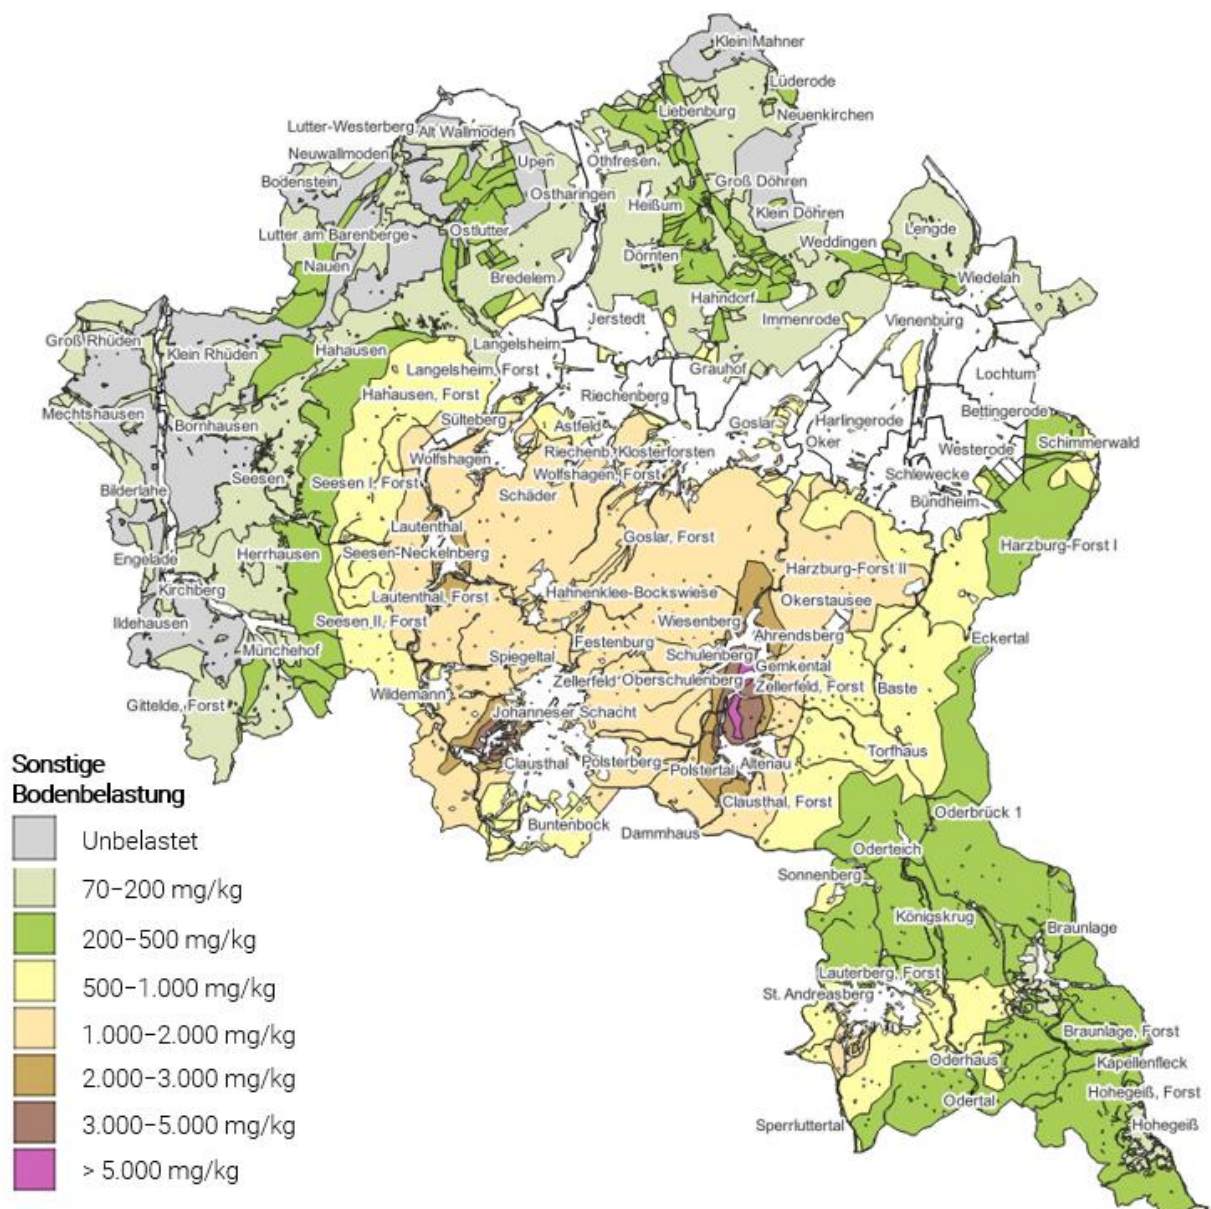 Klein Mahner
Lüderode
Liebenburg
Neuenkirchen
Lutter-Westerberg
Alt Wallmoden
Neuwallmoden
Upen
Othfresen
Bodenstein
Ostharingen
Groß Döhren
Heißum
Klein Döhren
Lutter am Barenberge
Ostlutter
Weddingen
Lengde
Nauen
Dörnten
Bredelem
Wiedelah
Hahndorf
Jerstedt
Immenrode
Vienenburg
Groß Rhüden
Klein Rhüden
Hahausen
Langelsheim
Langelsheim, Forst
Grauhof
Lochtum
Hahausen, Forst
Riechenberg
Mechtshausen
Bornhausen
Sülteberg
Astfeld
Goslar
Harlingerode
Bettingerode
Oker
Schimmerwald
Wolfshagen
Riechenb. Klosterforsten
Westerode
Seesen
Seesen I, Forst
Wolfshagen, Forst
Schlewecke
Bilderlahe
Schäder
Bündheim
Lautenthal
Goslar, Forst
Harzburg-Forst I
Engelade
Herrhausen
Seesen-Neckelnberg
Harzburg-Forst II
Kirchberg
Lautenthal, Forst
Hahnenklee-Bockswiese
Okerstausee
Ildehausen
Seesen II, Forst
Wiesenberg
Ahrendsberg
Eckertal
Münchehof
Festenburg
Spiegeltal
Schulenberg
Gemkental
Zellerfeld
Oberschulenberg
Zellerfeld, Forst
Baste
Wildemann
Gittelde, Forst
Johanneser Schacht
Torfhaus
Clausthal
Polsterberg
Polstertal
Altenau
Clausthal, Forst
Oderbrück 1
Buntenbock
Dammhaus
Oderteich
Sonnenberg
Königskrug
Braunlage
Lauterberg, Forst
St. Andreasberg
Braunlage, Forst
Oderhaus
Kapellenfleck
Odertal
Hohegeiß, Forst
Sperrluttertal
Hohegeiß
Sonstige
Bodenbelastung
Unbelastet
70–200 mg/kg
200–500 mg/kg
500–1.000 mg/kg
1.000–2.000 mg/kg
2.000–3.000 mg/kg
3.000–5.000 mg/kg
> 5.000 mg/kg